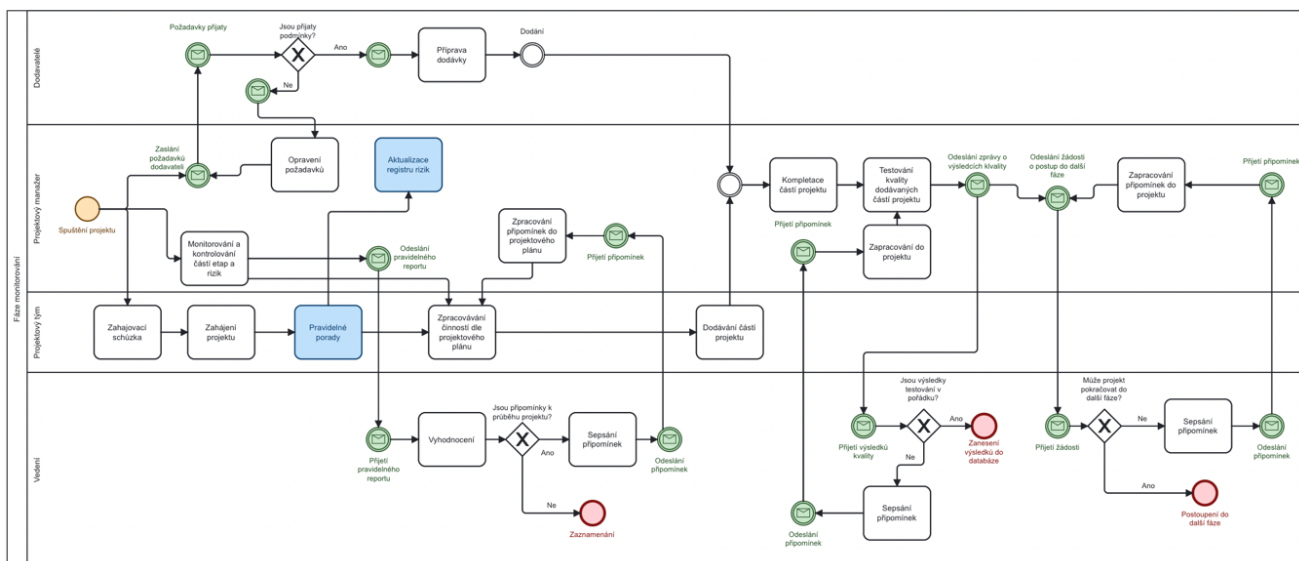 Fáze monitorování
Dodavatelé
Požadavky přijaty
Jsou přijaty
podmínky?
Ano
Ne
Příprava
dodávky
Dodání
Projektový manažer
Zaslání
požadavků
dodavateli
Opravení
požadavků
Aktualizace
registru rizik
Spuštění projektu
Monitorování a
kontrolování
částí etap a
rizik
Odeslání
pravidelného
reportu
Zpracování
připomínek do
projektového
plánu
Přijetí připomínek
Kompletace
částí projektu
Testování
kvality
dodávaných
částí projektu
Odeslání zprávy o
výsledcích kivality
Odeslání žádosti
o postup do další
fáze
Zapracování
připomínek do
projektu
Přijetí připomínek
Přijetí připomínek
Zapracování do
projektu
Projektový tým
Zahajovací
schůzka
Zahájení
projektu
Pravidelné
porady
Zpracovávání
činností dle
projektového
plánu
Dodávání částí
projektu
Vedení
Přijetí
pravidelného
reportu
Vyhodnocení
Jsou připomínky k
průběhu projektu?
Ano
Ne
Sepsání
připomínek
Odeslání
připomínek
Zaznamenání
Jsou výsledky
testování v
pořádku?
Přijetí výsledků
kvality
Ano
Ne
Zanesení
výsledků do
databáze
Sepsání
připomínek
Odeslání
připomínek
Může projekt
pokračovat do
další fáze?
Přijetí žádosti
Ne
Ano
Sepsání
připomínek
Odeslání
připomínek
Postoupení do
další fáze